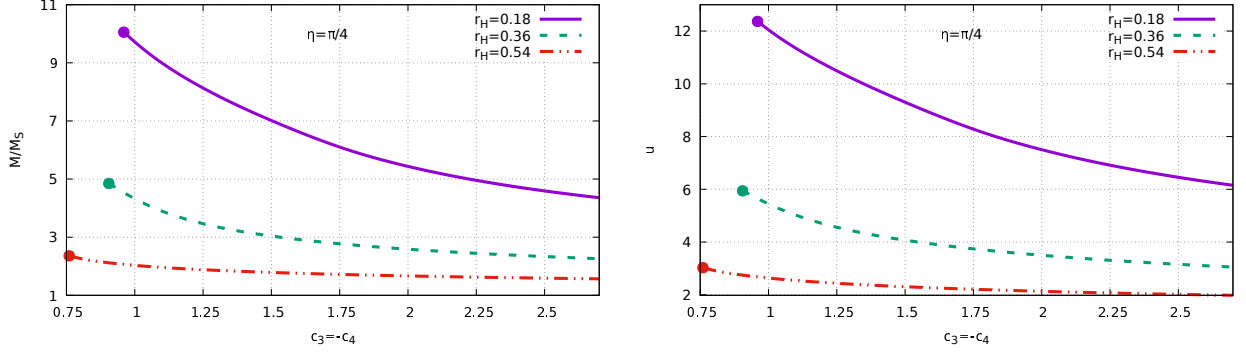 r_H=0.18
η=π/4
r_H=0.36
r_H=0.54
M/M_S
11
9
7
5
3
1
0.75 1 1.25 1.5 1.75 2 2.25 2.5
c_3=-c_4
r_H=0.18
η=π/4
r_H=0.36
r_H=0.54
u
12
10
8
6
4
2
0.75 1 1.25 1.5 1.75 2 2.25 2.5
c_3=-c_4